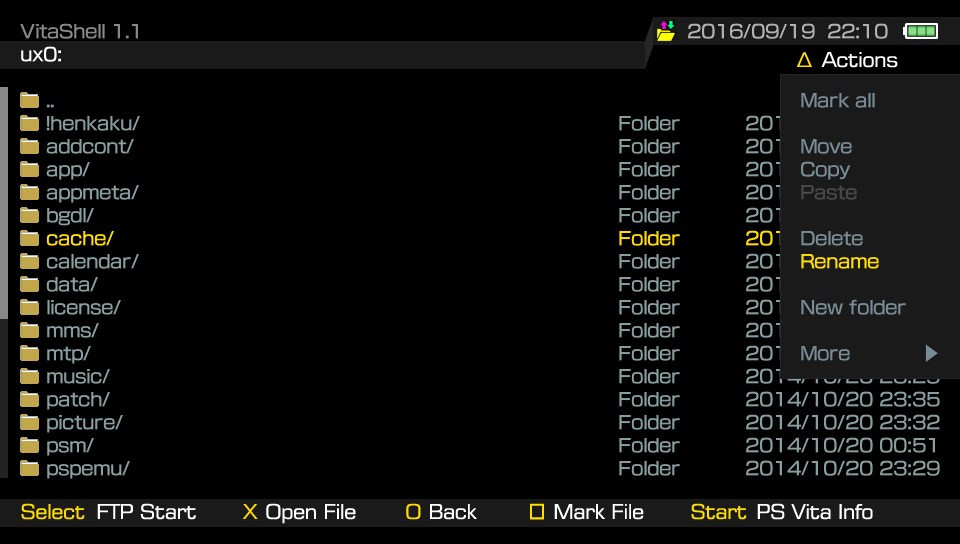 VitaShell 1.1 2016/09/19 22:10
ux0:
Δ Actions
..
!henkaku/ Folder 201
addcont/ Folder 201
app/ Folder 201
appmeta/ Folder 201
bgdl/ Folder 201
cache/ Folder 201
calendar/ Folder 201
data/ Folder 201
license/ Folder 201
mms/ Folder 201
mtp/ Folder 201
music/ Folder
patch/ Folder 2014/10/20 23:35
picture/ Folder 2014/10/20 23:32
psm/ Folder 2014/10/20 00:51
pspemu/ Folder 2014/10/20 23:29
Mark all
Move
Copy
Paste
Delete
Rename
New folder
More
Select FTP Start X Open File O Back □ Mark File Start PS Vita Info